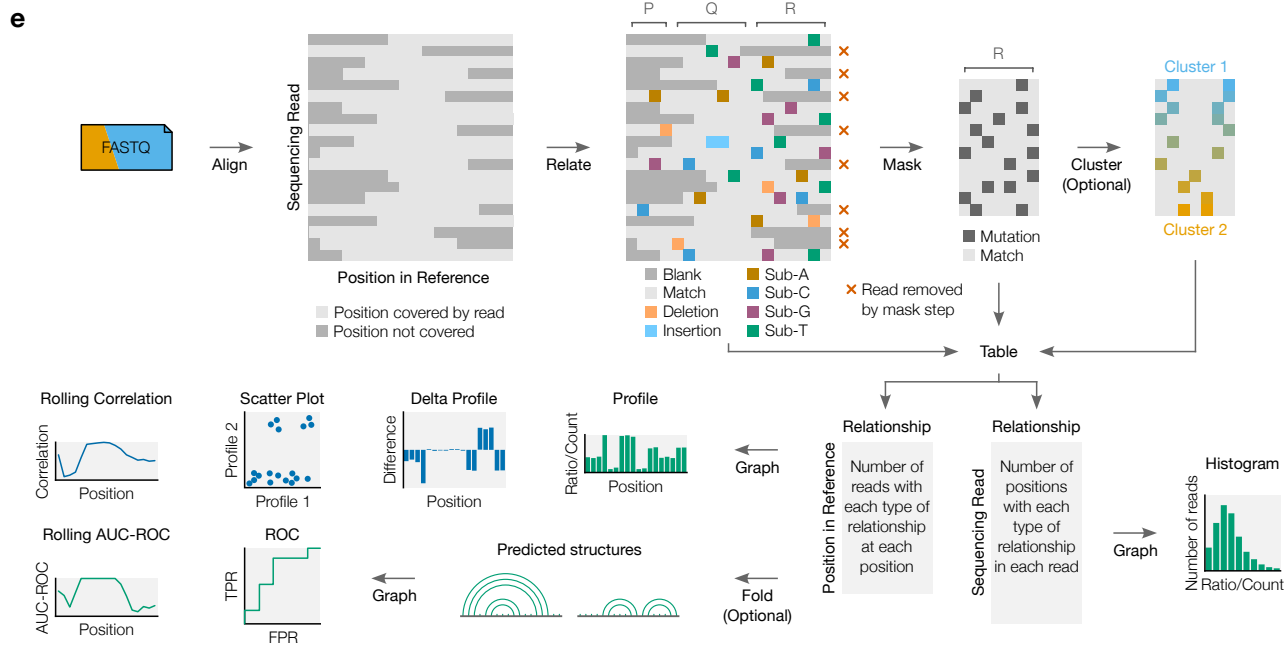 e
P
Q
R
R
Cluster 1
FASTQ
Align
Sequencing Read
Relate
Mask
Cluster
(Optional)
Cluster 2
Position in Reference
Position covered by read
Position not covered
Blank
Match
Deletion
Insertion
Sub-A
Sub-C
Sub-G
Sub-T
Read removed
by mask step
Mutation
Match
Table
Rolling Correlation
Correlation
Position
Scatter Plot
Profile 2
Profile 1
Delta Profile
Difference
Position
Profile
Ratio/Count
Position
Graph
Relationship
Position in Reference
Number of
reads with
each type of
relationship
at each
position
Relationship
Sequencing Read
Number of
positions
with each
type of
relationship
in each read
Graph
Histogram
Number of reads
Ratio/Count
Rolling AUC-ROC
AUC-ROC
Position
ROC
TPR
FPR
Graph
Predicted structures
Fold
(Optional)